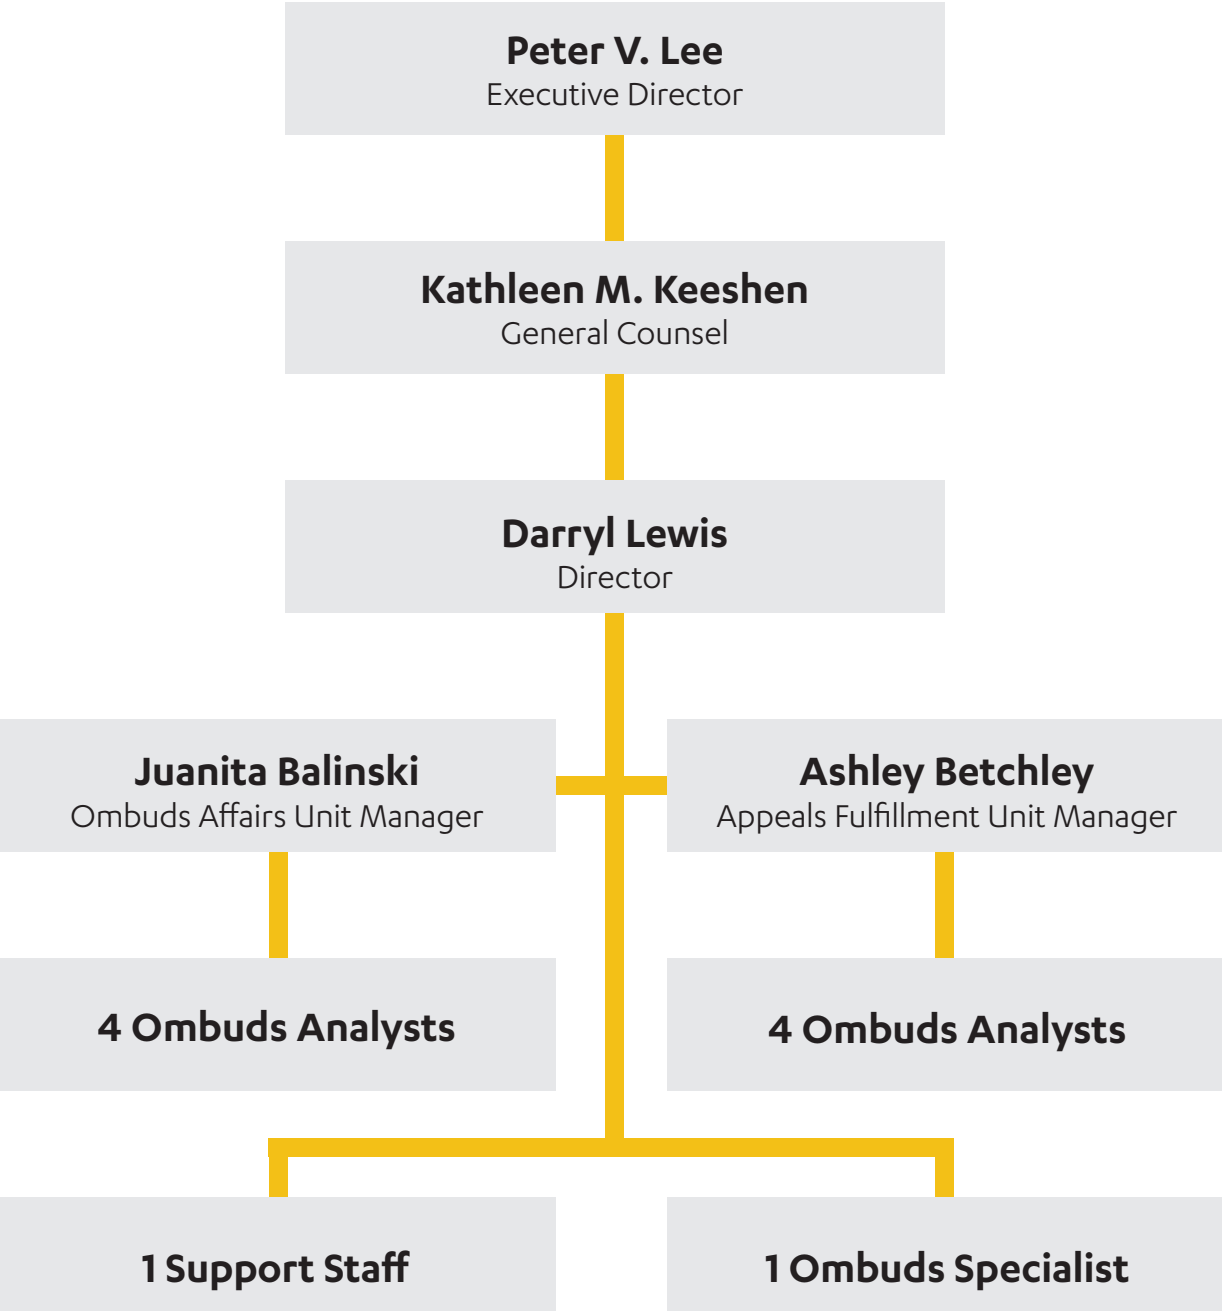 Peter V. Lee
Executive Director
Kathleen M. Keeshen
General Counsel
Darryl Lewis
Director
Juanita Balinski
Ombuds Affairs Unit Manager
Ashley Betchley
Appeals Fulfillment Unit Manager
4 Ombuds Analysts
4 Ombuds Analysts
1 Support Staff
1 Ombuds Specialist